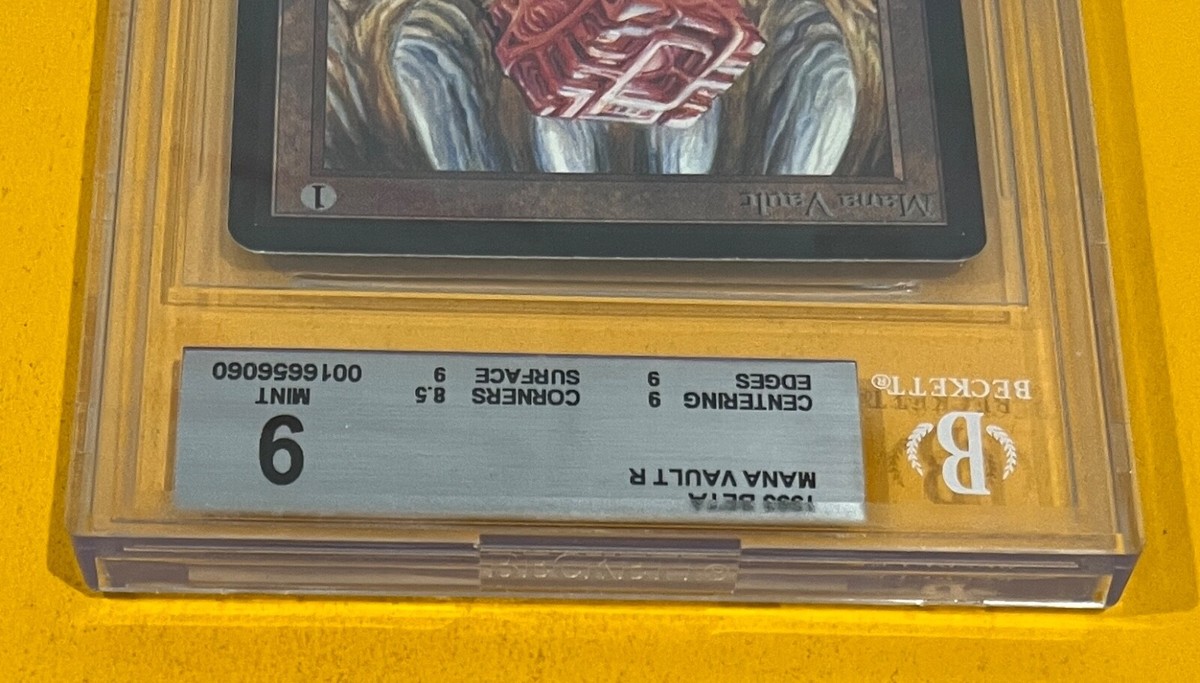 1993 BETA
MANA VAULT R
CENTERING 9 CORNERS 8.5
EDGES 9 SURFACE 9
9
MINT
0016656060
B
BECKETT®
Mana Vault
1
BECKETT®